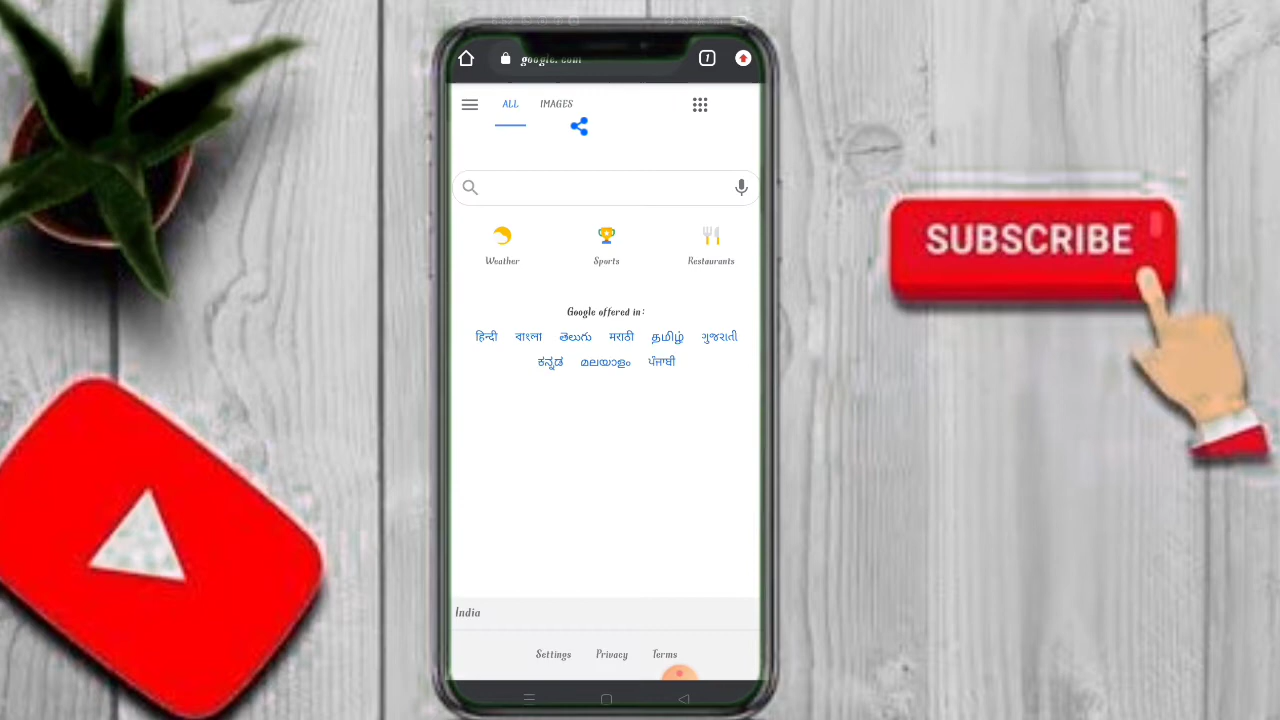 google.com
1
ALL IMAGES
SUBSCRIBE
Weather Sports Restaurants
Google offered in:
हिन्दी বাংলা తెలుగు मराठी தமிழ் ગુજરાતી
ಕನ್ನಡ മലയാളം ਪੰਜਾਬੀ
India
Settings Privacy Terms